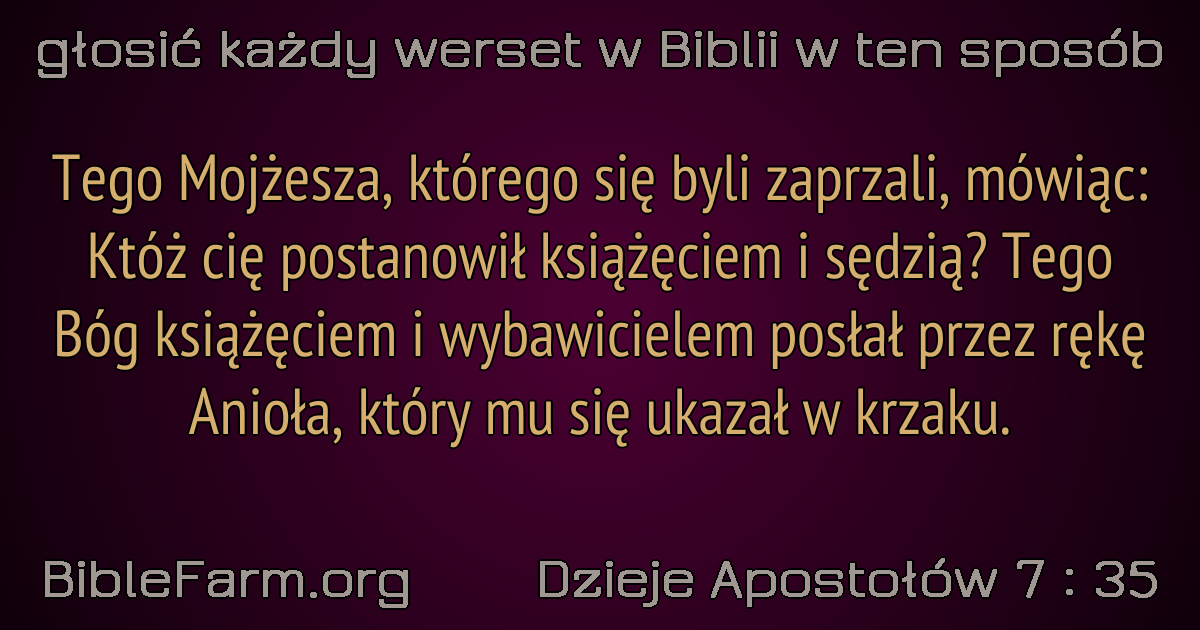 głosić każdy werset w Biblii w ten sposób
Tego Mojżesza, którego się byli zaprzali, mówiąc:
Któż cię postanowił książęciem i sędzią? Tego
Bóg książęciem i wybawicielem posłał przez rękę
Anioła, który mu się ukazał w krzaku.
BibleFarm.org
Dzieje Apostołów 7 : 35